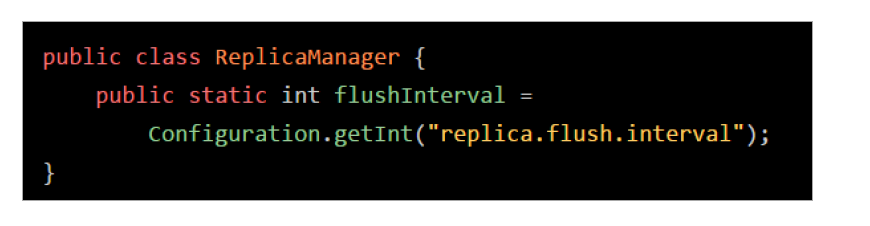 public class ReplicaManager {
    public static int flushInterval =
        Configuration.getInt("replica.flush.interval");
}